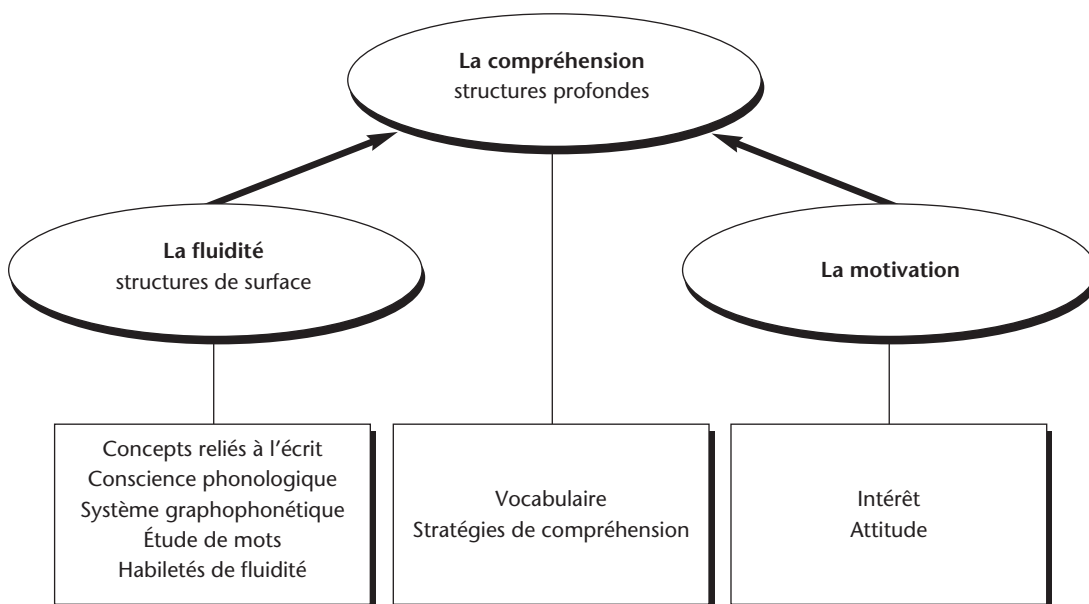 La compréhension
structures profondes
La fluidité
structures de surface
La motivation
Concepts reliés à l’écrit
Conscience phonologique
Système graphophonétique
Étude de mots
Habiletés de fluidité
Vocabulaire
Stratégies de compréhension
Intérêt
Attitude